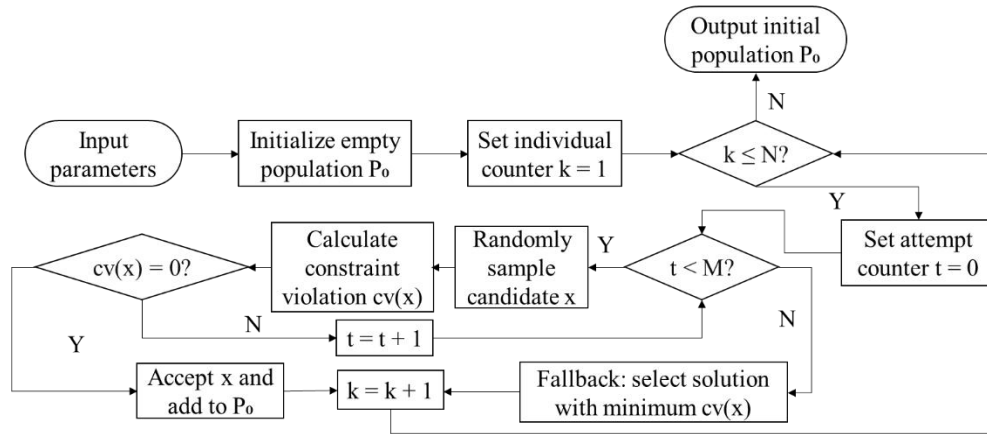 Output initial
population P₀
N
Input
parameters
Initialize empty
population P₀
Set individual
counter k = 1
k ≤ N?
Y
Set attempt
counter t = 0
cv(x) = 0?
Calculate
constraint
violation cv(x)
Randomly
sample
candidate x
Y
t < M?
N
Y
N
t = t + 1
Accept x and
add to P₀
k = k + 1
Fallback: select solution
with minimum cv(x)